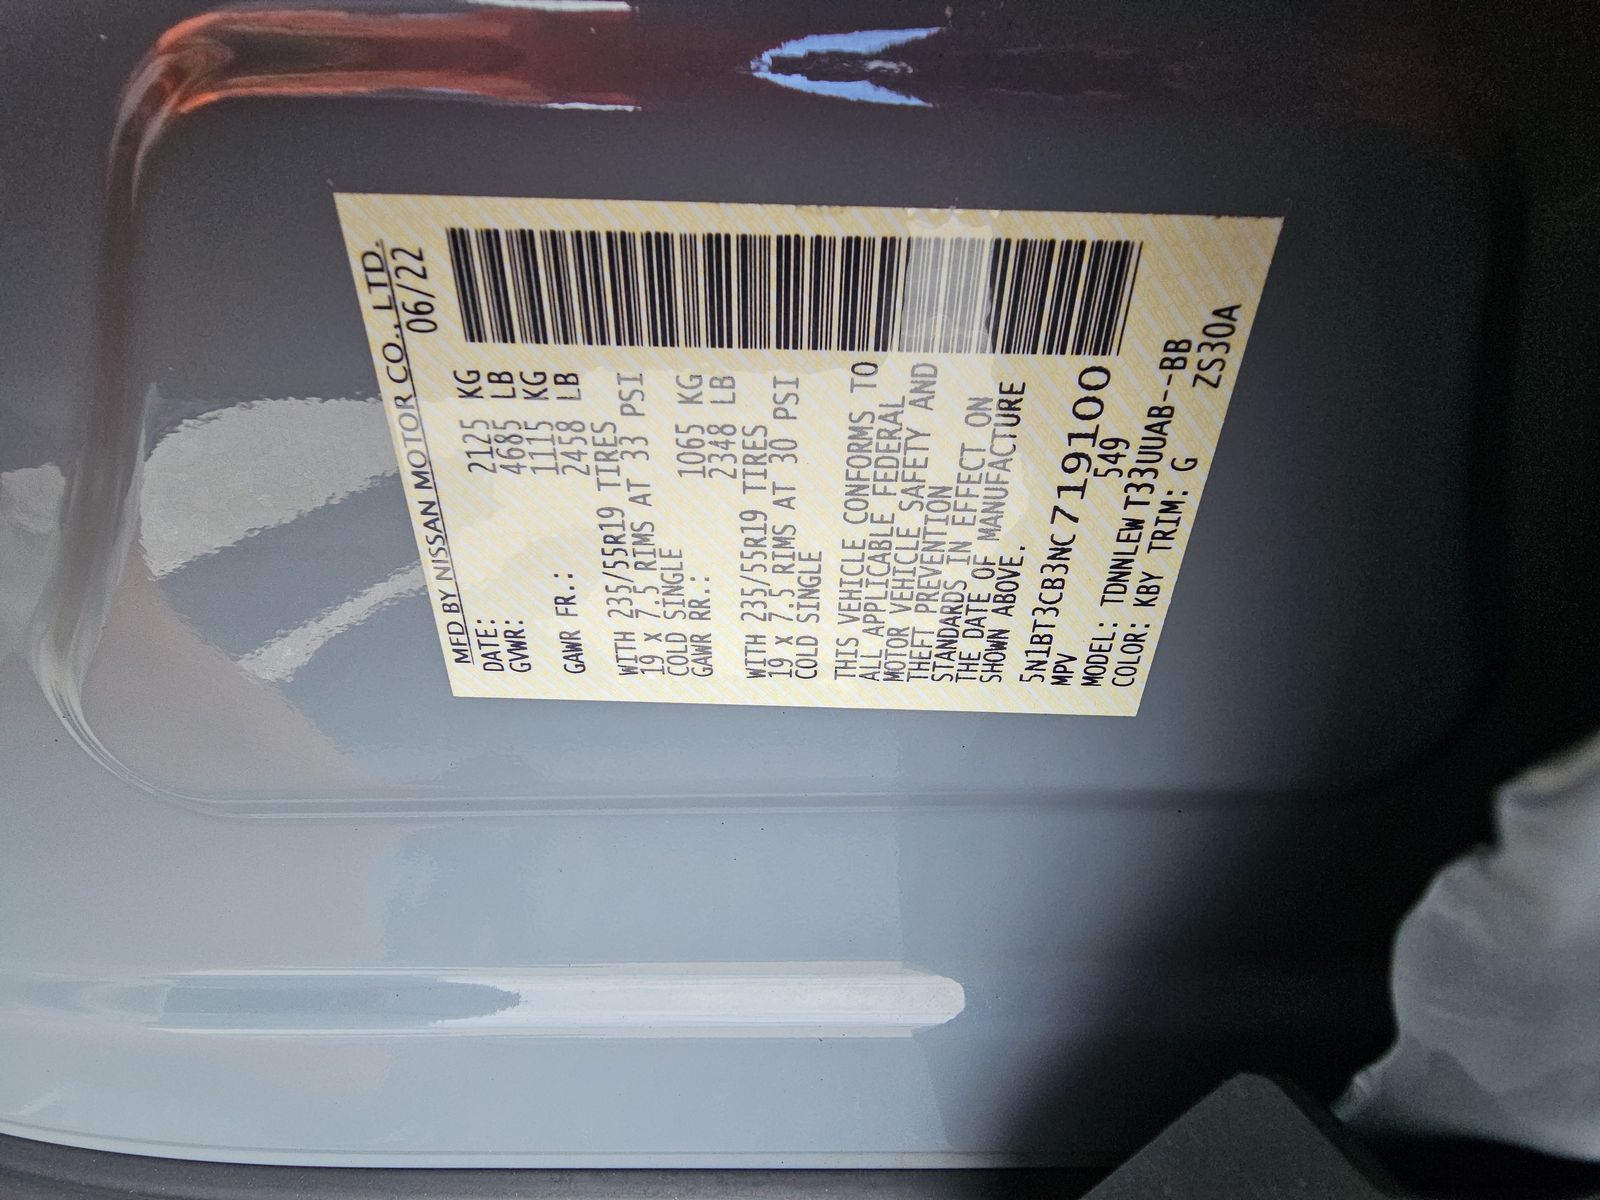 MFD BY NISSAN MOTOR CO., LTD.
DATE: 06/22
GVWR: 2125 KG
4685 LB
1115 KG
GAWR FR.: 2458 LB
WITH 235/55R19 TIRES
19 X 7.5 RIMS AT 33 PSI
COLD SINGLE
GAWR RR.: 1065 KG
2348 LB
WITH 235/55R19 TIRES
19 X 7.5 RIMS AT 30 PSI
COLD SINGLE
THIS VEHICLE CONFORMS TO
ALL APPLICABLE FEDERAL
MOTOR VEHICLE SAFETY AND
THEFT PREVENTION
STANDARDS IN EFFECT ON
THE DATE OF MANUFACTURE
SHOWN ABOVE.
5N1BT3CB3NC719100
MPV 549
MODEL: TDNNLEW T33UUAB--BB
COLOR: KBY TRIM: G
ZS30A